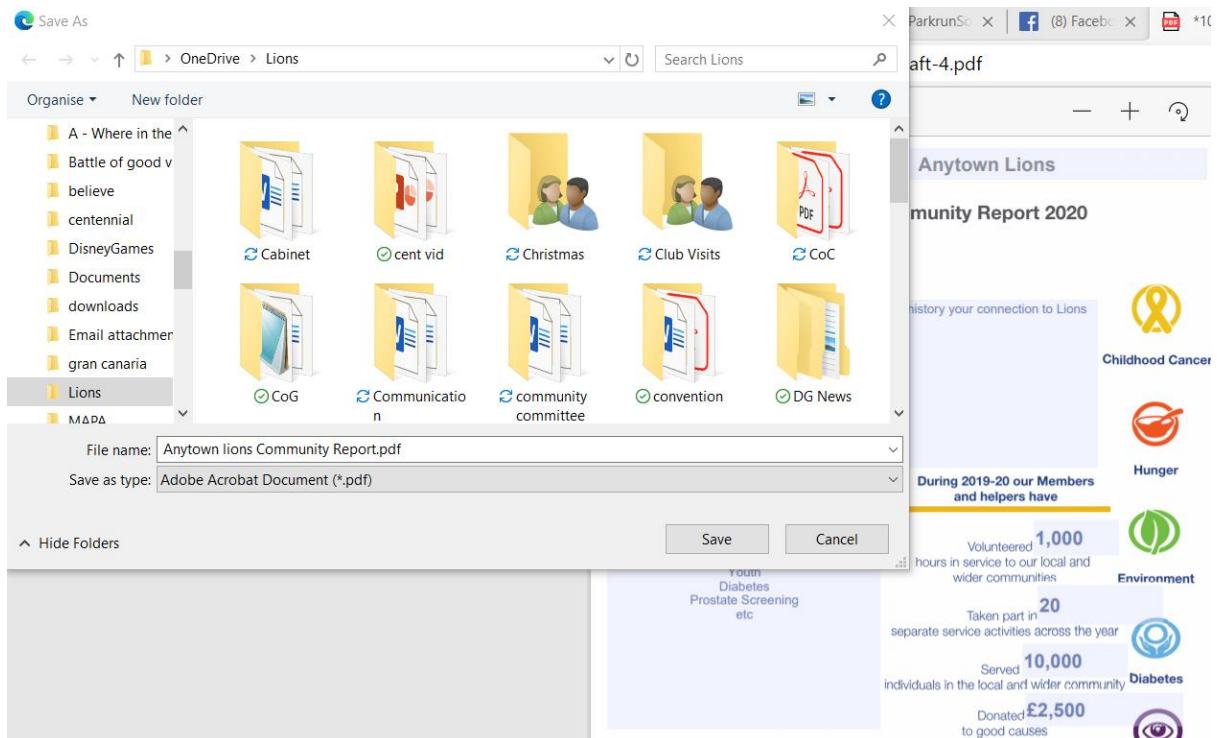 Save As
ParkrunSc
(8) Facebo
*10
OneDrive > Lions
Search Lions
aft-4.pdf
Organise
New folder
A - Where in the
Battle of good v
believe
centennial
DisneyGames
Documents
downloads
Email attachmen
gran canaria
Lions
MAPA
Cabinet
cent vid
Christmas
Club Visits
PDF
CoC
CoG
Communicatio
n
community
committee
convention
DG News
File name: Anytown lions Community Report.pdf
Save as type: Adobe Acrobat Document (*.pdf)
Hide Folders
Save
Cancel
Anytown Lions
munity Report 2020
history your connection to Lions
Childhood Cancer
Hunger
During 2019-20 our Members
and helpers have
Volunteered 1,000
hours in service to our local and
wider communities
Environment
Taken part in 20
separate service activities across the year
Served 10,000
individuals in the local and wider community
Diabetes
Donated £2,500
to good causes
Youth
Diabetes
Prostate Screening
etc